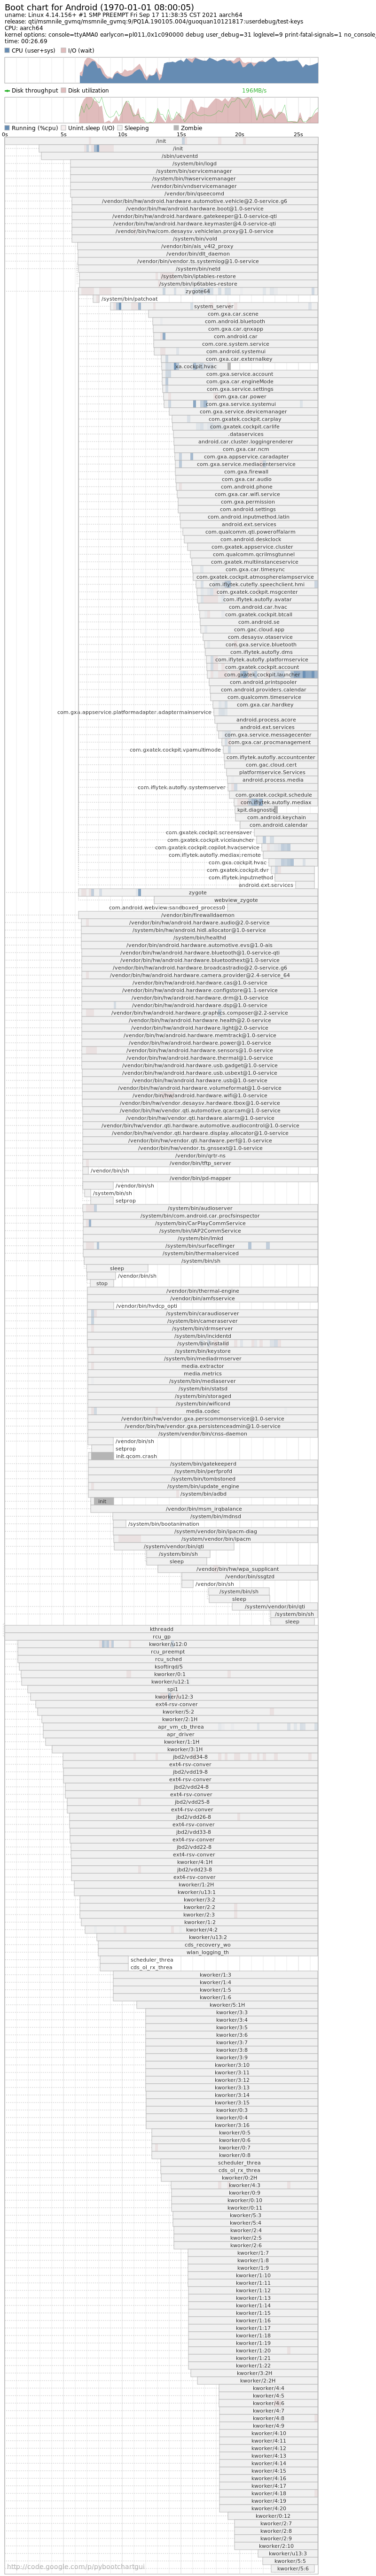 Boot chart for Android (1970-01-01 08:00:05)
uname: Linux 4.14.156+ #1 SMP PREEMPT Fri Sep 17 11:38:35 CST 2021 aarch64
release: qti/msmnile_gvmq/msmnile_gvmq:9/PQ1A.190105.004/guoquan10121817:userdebug/test-keys
CPU: aarch64
kernel options: console=ttyAMA0 earlycon=pl011,0x1c090000 debug user_debug=31 loglevel=9 print-fatal-signals=1 no_console_
time: 00:26.69
CPU (user+sys) I/O (wait)
Disk throughput Disk utilization
196MB/s
Running (%cpu) Unint.sleep (I/O) Sleeping Zombie
0s 5s 10s 15s 20s 25s
/init
/init
/sbin/ueventd
/system/bin/logd
/system/bin/servicemanager
/system/bin/hwservicemanager
/vendor/bin/vndservicemanager
/vendor/bin/qseecomd
/vendor/bin/hw/android.hardware.automotive.vehicle@2.0-service.g6
/vendor/bin/hw/android.hardware.boot@1.0-service
/vendor/bin/hw/android.hardware.gatekeeper@1.0-service-qti
/vendor/bin/hw/android.hardware.keymaster@4.0-service-qti
/vendor/bin/hw/com.desaysv.vehiclelan.proxy@1.0-service
/system/bin/vold
/vendor/bin/ais_v4l2_proxy
/vendor/bin/dlt_daemon
/vendor/bin/vendor.ts.systemlog@1.0-service
/system/bin/netd
/system/bin/iptables-restore
/system/bin/ip6tables-restore
zygote64
/system/bin/patchoat
system_server
com.gxa.car.scene
com.android.bluetooth
com.gxa.car.qnxapp
com.android.car
com.core.system.service
com.android.systemui
com.gxa.car.externalkey
xa.cockpit.hvac
com.gxa.service.account
com.gxa.car.engineMode
com.gxa.service.settings
com.gxa.car.power
com.gxa.service.systemui
com.gxa.service.devicemanager
com.gxatek.cockpit.carplay
com.gxatek.cockpit.carlife
.dataservices
android.car.cluster.loggingrenderer
com.gxa.car.ncm
com.gxa.appservice.caradapter
com.gxa.service.mediacenterservice
com.gxa.firewall
com.gxa.car.audio
com.android.phone
com.gxa.car.wifi.service
com.gxa.permission
com.android.settings
com.android.inputmethod.latin
android.ext.services
com.qualcomm.qti.poweroffalarm
com.android.deskclock
com.gxatek.appservice.cluster
com.qualcomm.qcrilmsgtunnel
com.gxatek.multiinstanceservice
com.gxa.car.timesync
com.gxatek.cockpit.atmospherelampservice
com.iflytek.cutefly.speechclient.hmi
com.gxatek.cockpit.msgcenter
com.iflytek.autofly.avatar
com.android.car.hvac
com.gxatek.cockpit.btcall
com.android.se
com.gac.cloud.app
com.desaysv.otaservice
com.gxa.service.bluetooth
com.iflytek.autofly.dms
com.iflytek.autofly.platformservice
com.gxatek.cockpit.account
com.gxatek.cockpit.launcher
com.android.printspooler
com.android.providers.calendar
com.qualcomm.timeservice
com.gxa.car.hardkey
com.gxa.appservice.platformadapter:adaptermainservice
android.process.acore
android.ext.services
com.gxa.service.messagecenter
com.gxa.car.procmanagement
com.gxatek.cockpit.vpamultimode
com.iflytek.autofly.accountcenter
com.gac.cloud.cert
platformservice.Services
android.process.media
com.iflytek.autofly.systemserver
com.gxatek.cockpit.schedule
com.iflytek.autofly.mediax
kpit.diagnostic
com.android.keychain
com.android.calendar
com.gxatek.cockpit.screensaver
com.gxatek.cockpit.vicelauncher
com.gxatek.cockpit.copilot.hvac:service
com.iflytek.autofly.mediax:remote
com.gxa.cockpit.hvac
com.gxatek.cockpit.dvr
com.iflytek.inputmethod
android.ext.services
zygote
webview_zygote
com.android.webview:sandboxed_process0
/vendor/bin/firewalldaemon
/vendor/bin/hw/android.hardware.audio@2.0-service
/system/bin/hw/android.hidl.allocator@1.0-service
/system/bin/healthd
/vendor/bin/hw/android.hardware.automotive.evs@1.0-ais
/vendor/bin/hw/android.hardware.bluetooth@1.0-service-qti
/vendor/bin/hw/android.hardware.bluetoothext@1.0-service
/vendor/bin/hw/android.hardware.broadcastradio@2.0-service.g6
/vendor/bin/hw/android.hardware.camera.provider@2.4-service_64
/vendor/bin/hw/android.hardware.cas@1.0-service
/vendor/bin/hw/android.hardware.configstore@1.1-service
/vendor/bin/hw/android.hardware.drm@1.0-service
/vendor/bin/hw/android.hardware.dsp@1.0-service
/vendor/bin/hw/android.hardware.graphics.composer@2.2-service
/vendor/bin/hw/android.hardware.health@2.0-service
/vendor/bin/hw/android.hardware.light@2.0-service
/vendor/bin/hw/android.hardware.memtrack@1.0-service
/vendor/bin/hw/android.hardware.power@1.0-service
/vendor/bin/hw/android.hardware.sensors@1.0-service
/vendor/bin/hw/android.hardware.thermal@1.0-service
/vendor/bin/hw/android.hardware.usb.gadget@1.0-service
/vendor/bin/hw/android.hardware.usb.usbext@1.0-service
/vendor/bin/hw/android.hardware.usb@1.0-service
/vendor/bin/hw/android.hardware.volumeformat@1.0-service
/vendor/bin/hw/android.hardware.wifi@1.0-service
/vendor/bin/hw/vendor.desaysv.hardware.tbox@1.0-service
/vendor/bin/hw/vendor.qti.automotive.qcarcam@1.0-service
/vendor/bin/hw/vendor.qti.hardware.alarm@1.0-service
/vendor/bin/hw/vendor.qti.hardware.automotive.audiocontrol@1.0-service
/vendor/bin/hw/vendor.qti.hardware.display.allocator@1.0-service
/vendor/bin/hw/vendor.qti.hardware.perf@1.0-service
/vendor/bin/hw/vendor.ts.gnssext@1.0-service
/vendor/bin/qrtr-ns
/vendor/bin/tftp_server
/vendor/bin/sh
/vendor/bin/pd-mapper
/vendor/bin/sh
/system/bin/sh
setprop
/system/bin/audioserver
/system/bin/com.android.car.procfsinspector
/system/bin/CarPlayCommService
/system/bin/IAP2CommService
/system/bin/lmkd
/system/bin/surfaceflinger
/system/bin/thermalserviced
/system/bin/sh
sleep
/vendor/bin/sh
stop
/vendor/bin/thermal-engine
/vendor/bin/amfsservice
/vendor/bin/hvdcp_opti
/system/bin/caraudioserver
/system/bin/cameraserver
/system/bin/drmserver
/system/bin/incidentd
/system/bin/installd
/system/bin/keystore
/system/bin/mediadrmserver
media.extractor
media.metrics
/system/bin/mediaserver
/system/bin/statsd
/system/bin/storaged
/system/bin/wificond
media.codec
/vendor/bin/hw/vendor.gxa.perscommonservice@1.0-service
/vendor/bin/hw/vendor.gxa.persistenceadmin@1.0-service
/system/vendor/bin/cnss-daemon
/vendor/bin/sh
setprop
init.qcom.crash
/system/bin/gatekeeperd
/system/bin/perfprofd
/system/bin/tombstoned
/system/bin/update_engine
/system/bin/adbd
init
/vendor/bin/msm_irqbalance
/system/bin/mdnsd
/system/bin/bootanimation
/system/vendor/bin/ipacm-diag
/system/vendor/bin/ipacm
/system/vendor/bin/qti
/system/bin/sh
sleep
/vendor/bin/hw/wpa_supplicant
/vendor/bin/ssgtzd
/vendor/bin/sh
/system/bin/sh
sleep
/system/vendor/bin/qti
/system/bin/sh
sleep
kthreadd
rcu_gp
kworker/u12:0
rcu_preempt
rcu_sched
ksoftirqd/5
kworker/0:1
kworker/u12:1
spi1
kworker/u12:3
ext4-rsv-conver
kworker/5:2
kworker/2:1H
apr_vm_cb_threa
apr_driver
kworker/1:1H
kworker/3:1H
jbd2/vdd34-8
ext4-rsv-conver
jbd2/vdd19-8
ext4-rsv-conver
jbd2/vdd24-8
ext4-rsv-conver
jbd2/vdd25-8
ext4-rsv-conver
jbd2/vdd26-8
ext4-rsv-conver
jbd2/vdd33-8
ext4-rsv-conver
jbd2/vdd22-8
ext4-rsv-conver
kworker/4:1H
jbd2/vdd23-8
ext4-rsv-conver
kworker/1:2H
kworker/u13:1
kworker/3:2
kworker/2:2
kworker/2:3
kworker/1:2
kworker/4:2
kworker/u13:2
cds_recovery_wo
wlan_logging_th
scheduler_threa
cds_ol_rx_threa
kworker/1:3
kworker/1:4
kworker/1:5
kworker/1:6
kworker/5:1H
kworker/3:3
kworker/3:4
kworker/3:5
kworker/3:6
kworker/3:7
kworker/3:8
kworker/3:9
kworker/3:10
kworker/3:11
kworker/3:12
kworker/3:13
kworker/3:14
kworker/3:15
kworker/0:3
kworker/0:4
kworker/3:16
kworker/0:5
kworker/0:6
kworker/0:7
kworker/0:8
scheduler_threa
cds_ol_rx_threa
kworker/0:2H
kworker/4:3
kworker/0:9
kworker/0:10
kworker/0:11
kworker/5:3
kworker/5:4
kworker/2:4
kworker/2:5
kworker/2:6
kworker/1:7
kworker/1:8
kworker/1:9
kworker/1:10
kworker/1:11
kworker/1:12
kworker/1:13
kworker/1:14
kworker/1:15
kworker/1:16
kworker/1:17
kworker/1:18
kworker/1:19
kworker/1:20
kworker/1:21
kworker/1:22
kworker/3:2H
kworker/2:2H
kworker/4:4
kworker/4:5
kworker/4:6
kworker/4:7
kworker/4:8
kworker/4:9
kworker/4:10
kworker/4:11
kworker/4:12
kworker/4:13
kworker/4:14
kworker/4:15
kworker/4:16
kworker/4:17
kworker/4:18
kworker/4:19
kworker/4:20
kworker/0:12
kworker/2:7
kworker/2:8
kworker/2:9
kworker/2:10
kworker/u13:3
kworker/5:5
kworker/5:6
http://code.google.com/p/pybootchartgui